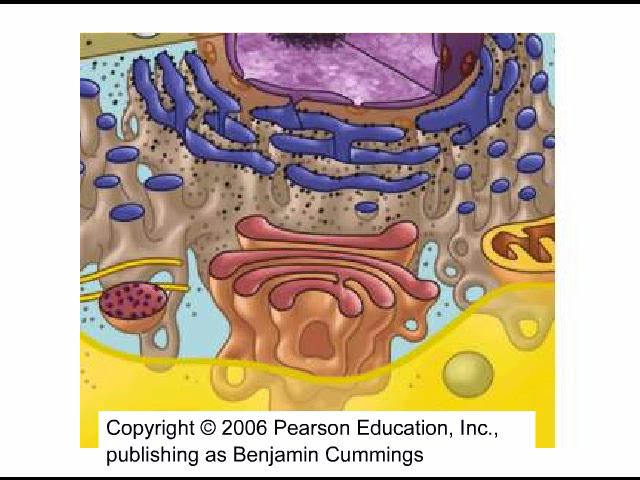 Copyright © 2006 Pearson Education, Inc.,
publishing as Benjamin Cummings